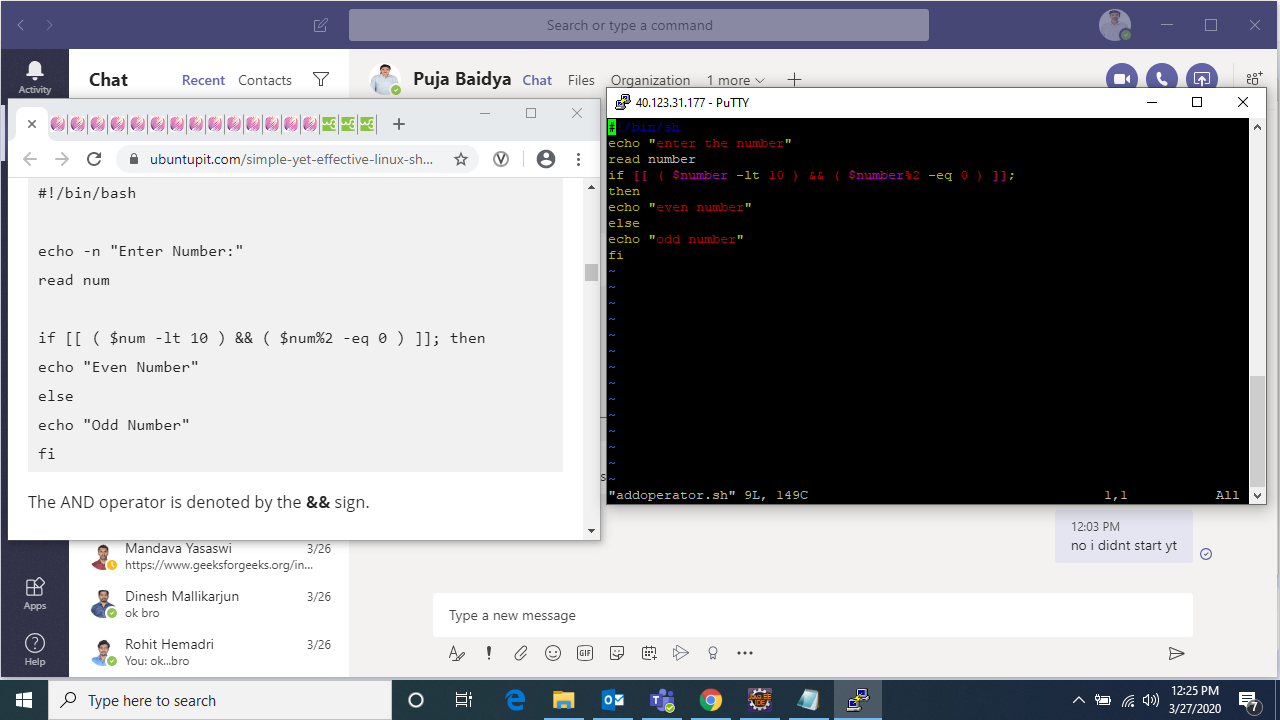 Search or type a command
Activity
Chat
Recent
Contacts
Puja Baidya
Chat
Files
Organization
1 more
ubuntupit.com/simple-yet-effective-linux-sh...
#!/bin/bash
echo -n "Enter Number:"
read num
if [[ ( $num -lt 10 ) && ( $num%2 -eq 0 ) ]]; then
echo "Even Number"
else
echo "Odd Number"
fi
The AND operator is denoted by the && sign.
40.123.31.177 - PuTTY
#!/bin/sh
echo "enter the number"
read number
if [[ ( $number -lt 10 ) && ( $number%2 -eq 0 ) ]];
then
echo "even number"
else
echo "odd number"
fi
~
~
~
~
~
~
~
~
~
~
~
~
~
~
"addoperator.sh" 9L, 149C 1,1 All
12:03 PM
no i didnt start yt
Mandava Yasaswi 3/26
https://www.geeksforgeeks.org/in...
Dinesh Mallikarjun 3/26
ok bro
Rohit Hemadri 3/26
You: ok...bro
Apps
Help
Type a new message
GIF
Type here to search
12:25 PM
3/27/2020
7